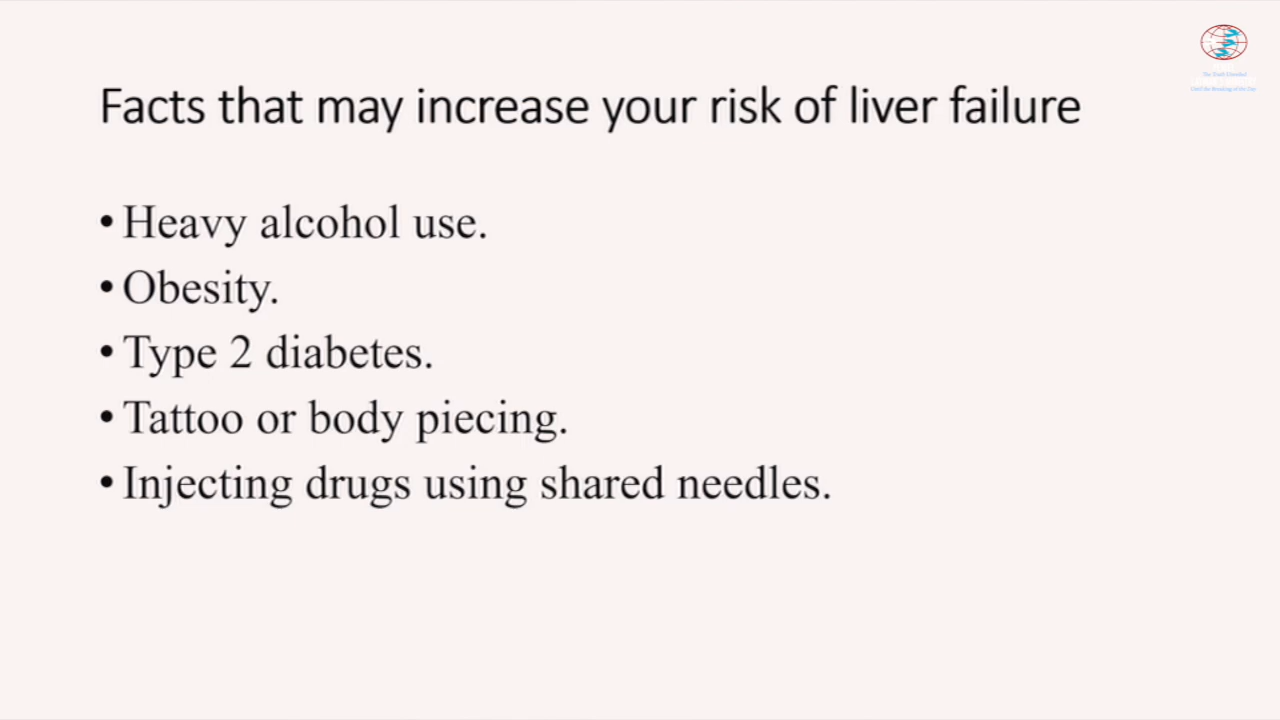 Facts that may increase your risk of liver failure
• Heavy alcohol use.
• Obesity.
• Type 2 diabetes.
• Tattoo or body piecing.
• Injecting drugs using shared needles.